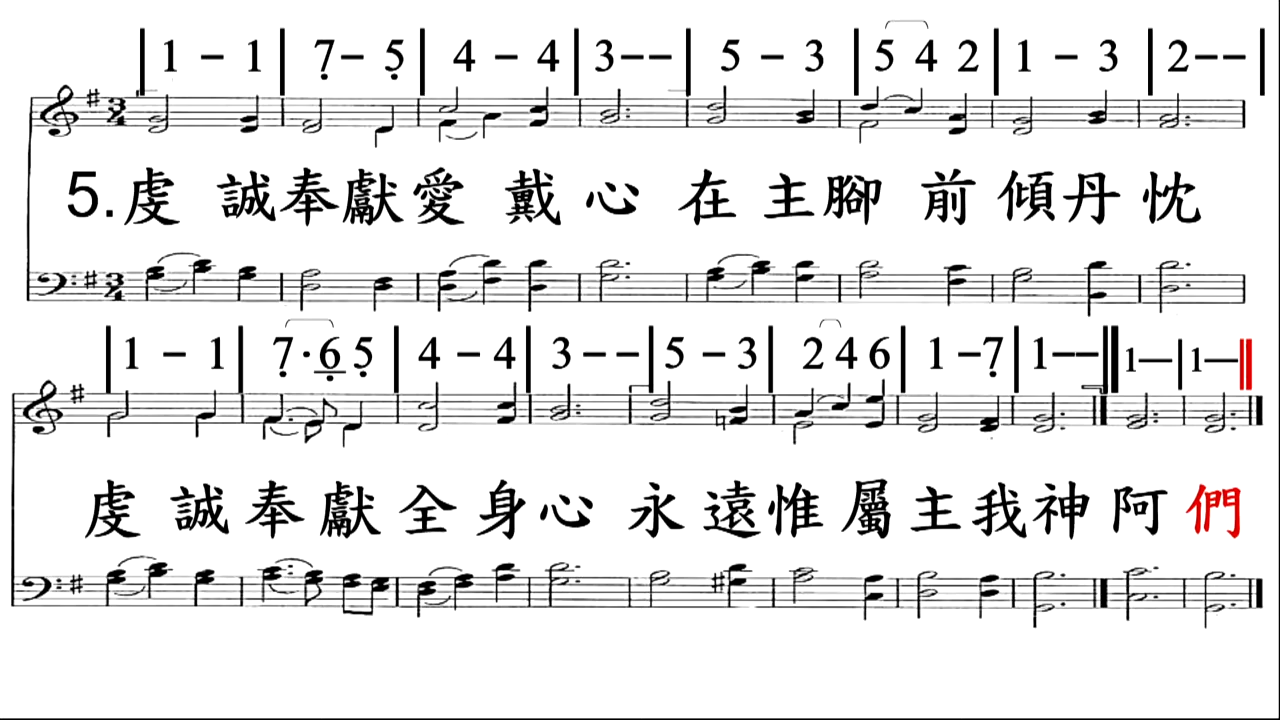 1 – 1 7̣ – 5̣ 4 – 4 3 – – 5 – 3 5 4 2 1 – 3 2 – –
5.虔誠奉獻愛戴心在主腳前傾丹忱
1 – 1 7̣ · 6̣ 5̣ 4 – 4 3 – – 5 – 3 2 4 6 1 – 7̣ 1 – – 1 — 1 —
虔誠奉獻全身心永遠惟屬主我神阿們